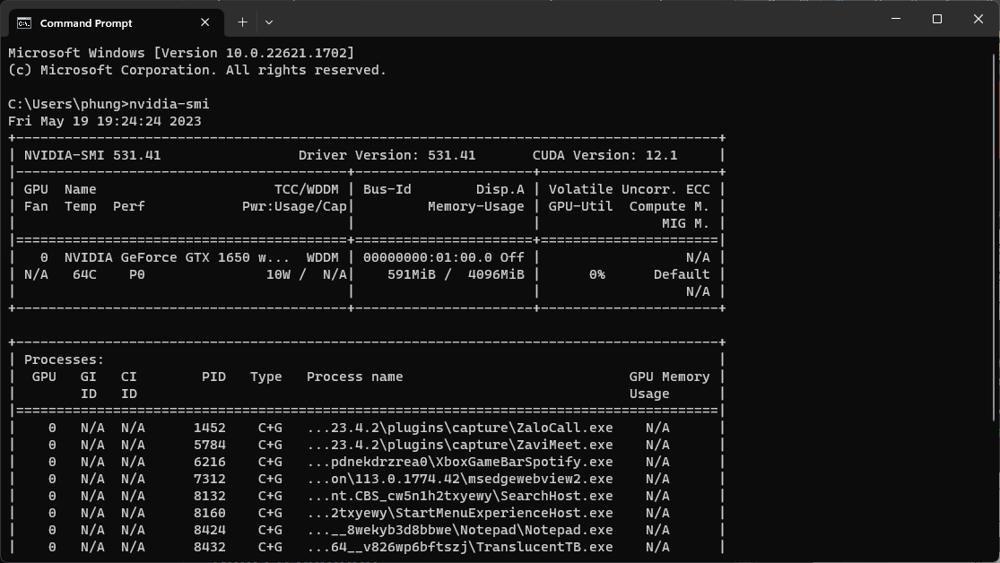 Command Prompt
Microsoft Windows [Version 10.0.22621.1702]
(c) Microsoft Corporation. All rights reserved.

C:\Users\phung>nvidia-smi
Fri May 19 19:24:24 2023
+---------------------------------------------------------------------------------------+
| NVIDIA-SMI 531.41                 Driver Version: 531.41       CUDA Version: 12.1     |
|-----------------------------------------+----------------------+----------------------+
| GPU  Name                      TCC/WDDM | Bus-Id        Disp.A | Volatile Uncorr. ECC |
| Fan  Temp  Perf            Pwr:Usage/Cap|         Memory-Usage | GPU-Util  Compute M. |
|                                         |                      |               MIG M. |
|=========================================+======================+======================|
|   0  NVIDIA GeForce GTX 1650 w...  WDDM | 00000000:01:00.0 Off |                  N/A |
| N/A   64C    P0               10W /  N/A|    591MiB /  4096MiB |      0%      Default |
|                                         |                      |                  N/A |
+-----------------------------------------+----------------------+----------------------+

+---------------------------------------------------------------------------------------+
| Processes:                                                                            |
|  GPU   GI   CI        PID   Type   Process name                            GPU Memory |
|        ID   ID                                                             Usage      |
|=======================================================================================|
|    0   N/A  N/A      1452    C+G   ...23.4.2\plugins\capture\ZaloCall.exe    N/A      |
|    0   N/A  N/A      5784    C+G   ...23.4.2\plugins\capture\ZaviMeet.exe    N/A      |
|    0   N/A  N/A      6216    C+G   ...pdnekdrzrea0\XboxGameBarSpotify.exe    N/A      |
|    0   N/A  N/A      7312    C+G   ...on\113.0.1774.42\msedgewebview2.exe    N/A      |
|    0   N/A  N/A      8132    C+G   ...nt.CBS_cw5n1h2txyewy\SearchHost.exe    N/A      |
|    0   N/A  N/A      8160    C+G   ...2txyewy\StartMenuExperienceHost.exe    N/A      |
|    0   N/A  N/A      8424    C+G   ...__8wekyb3d8bbwe\Notepad\Notepad.exe    N/A      |
|    0   N/A  N/A      8432    C+G   ...64__v826wp6bftszj\TranslucentTB.exe    N/A      |